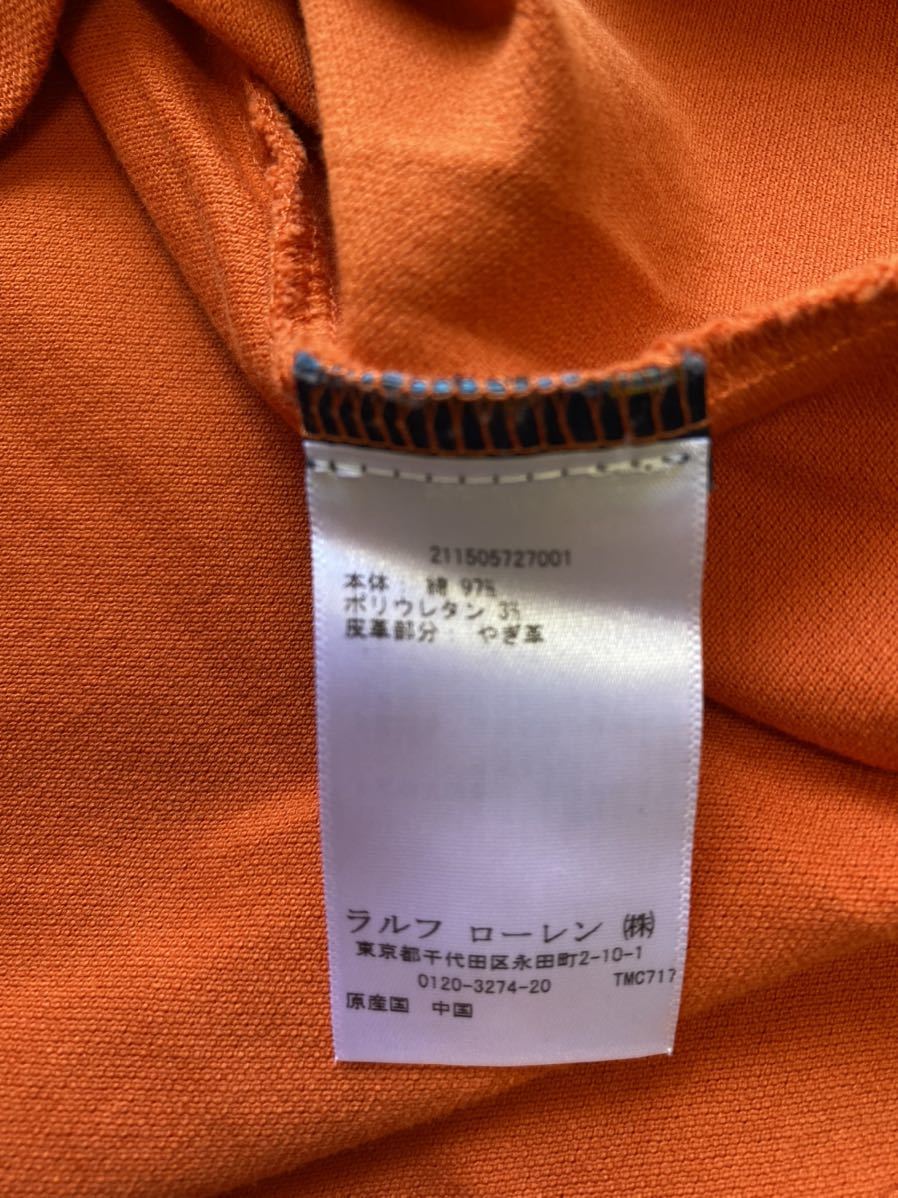 211505727001
本体 : 綿 97%
ポリウレタン 3%
皮革部分 : やぎ革
ラルフ ローレン ㈱
東京都千代田区永田町2-10-1
0120-3274-20 TMC717
原産国 中国